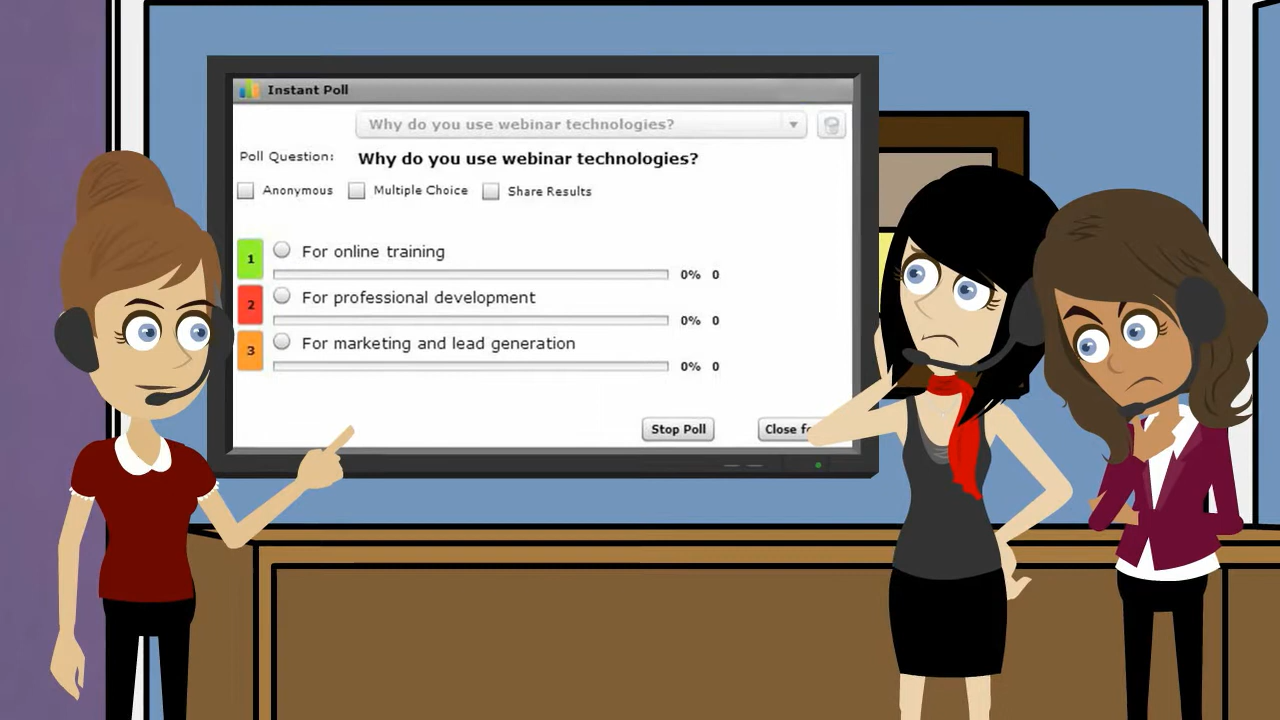 Instant Poll
Why do you use webinar technologies?
Poll Question: Why do you use webinar technologies?
Anonymous Multiple Choice Share Results
1 For online training
0% 0
2 For professional development
0% 0
3 For marketing and lead generation
0% 0
Stop Poll Close